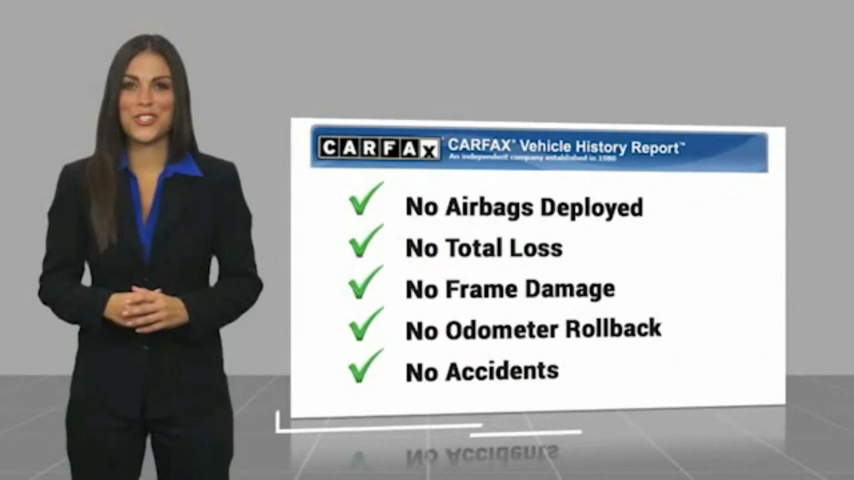 CARFAX CARFAX® Vehicle History Report™
An independent company established in 1986
No Airbags Deployed
No Total Loss
No Frame Damage
No Odometer Rollback
No Accidents